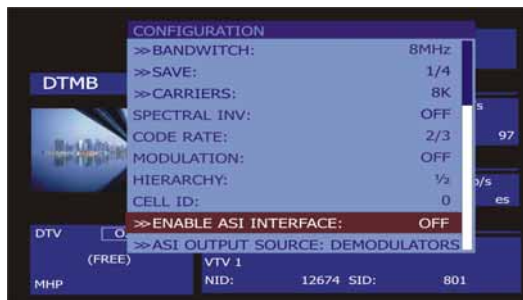 CONFIGURATION
>>BANDWITCH: 8MHz
>>SAVE: 1/4
>>CARRIERS: 8K
SPECTRAL INV: OFF
CODE RATE: 2/3
MODULATION: OFF
HIERARCHY: ½
CELL ID: 0
>>ENABLE ASI INTERFACE: OFF
>>ASI OUTPUT SOURCE: DEMODULATORS
DTMB
s
97
p/s
es
DTV O
(FREE)
MHP
VTV 1
NID: 12674 SID: 801